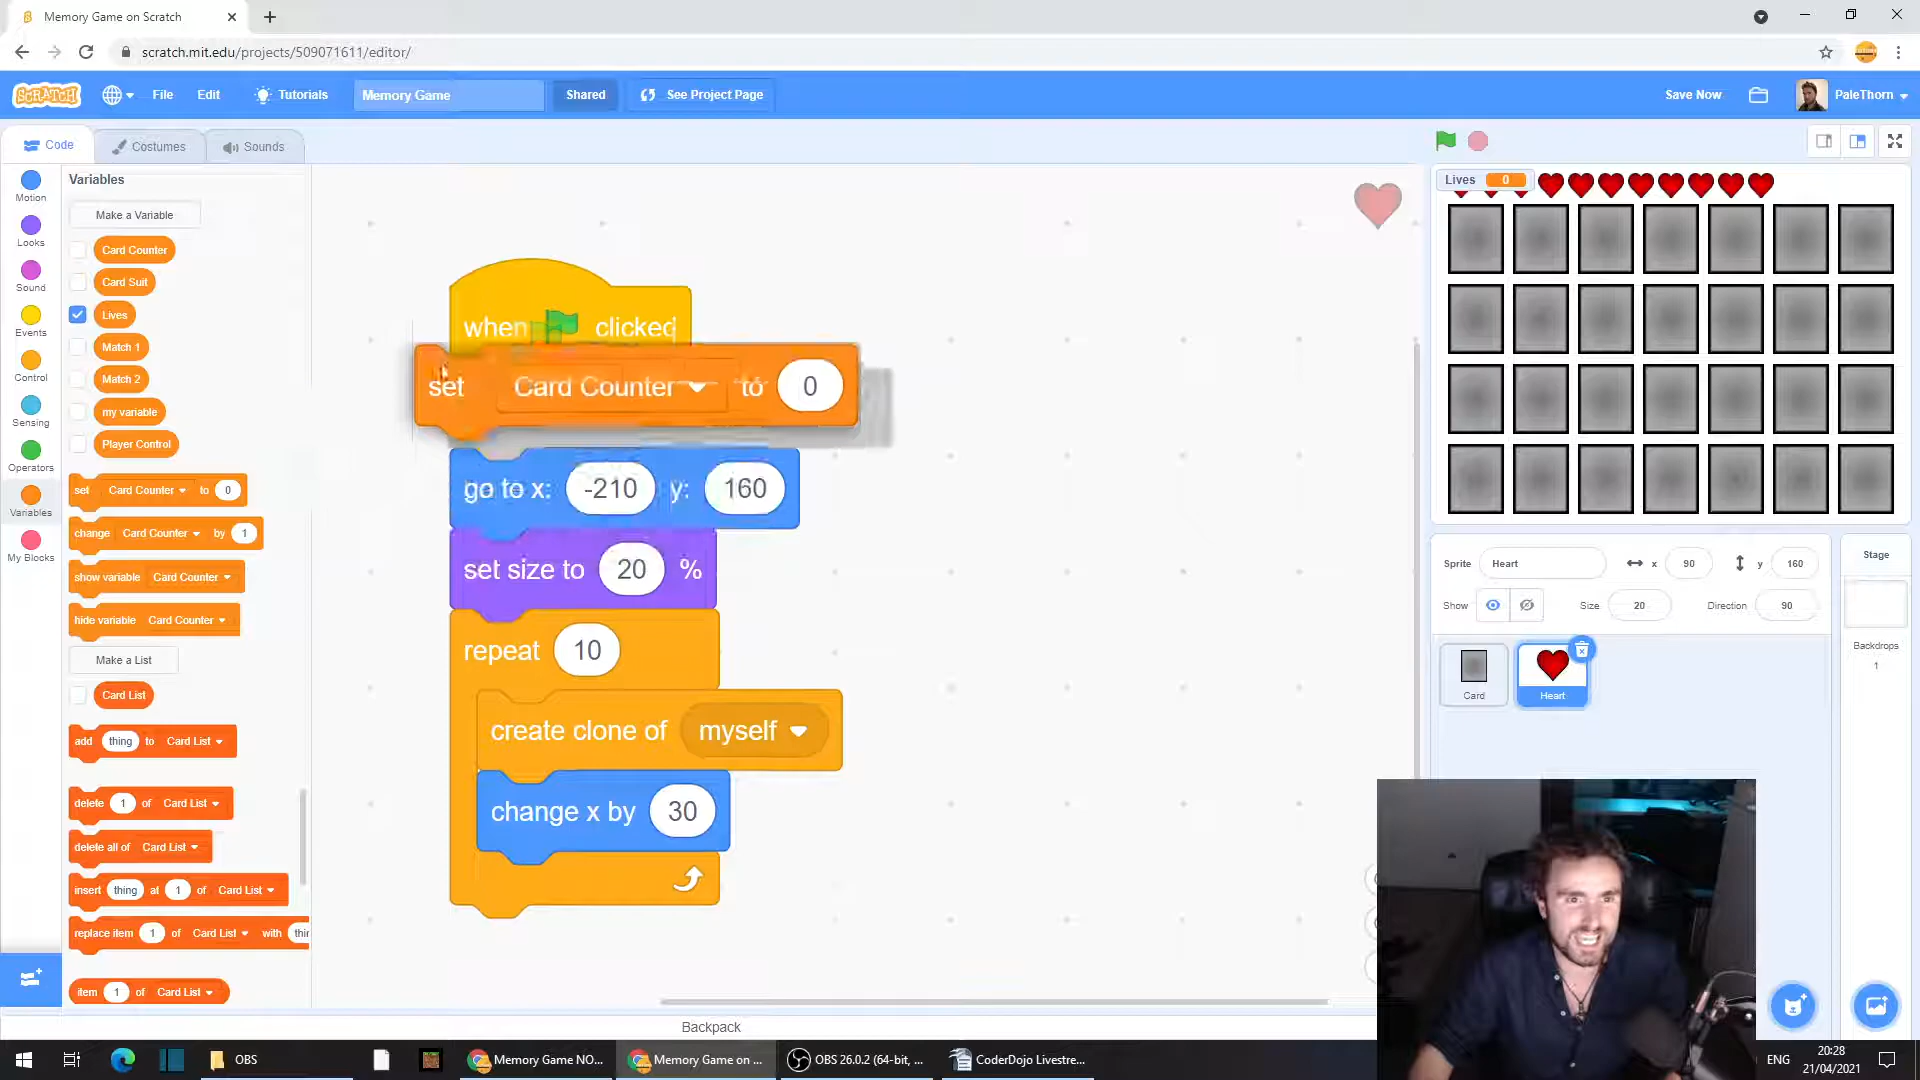 Memory Game on Scratch
scratch.mit.edu/projects/509071611/editor/
SCRATCH
File
Edit
Tutorials
Memory Game
Shared
See Project Page
Save Now
PaleThorn
Code
Costumes
Sounds
Motion
Looks
Sound
Events
Control
Sensing
Operators
Variables
My Blocks
Variables
Make a Variable
Card Counter
Card Suit
Lives
Match 1
Match 2
my variable
Player Control
set Card Counter to 0
change Card Counter by 1
show variable Card Counter
hide variable Card Counter
Make a List
Card List
add thing to Card List
delete 1 of Card List
delete all of Card List
insert thing at 1 of Card List
replace item 1 of Card List with
item 1 of Card List
when clicked
set Card Counter to 0
go to x: -210 y: 160
set size to 20 %
repeat 10
create clone of myself
change x by 30
Lives 0
Sprite Heart x 90 y 160
Show Size 20 Direction 90
Card
Heart
Stage
Backdrops
1
Backpack
OBS
Memory Game NO...
Memory Game on ...
OBS 26.0.2 (64-bit, ...
CoderDojo Livestre...
ENG
20:28
21/04/2021